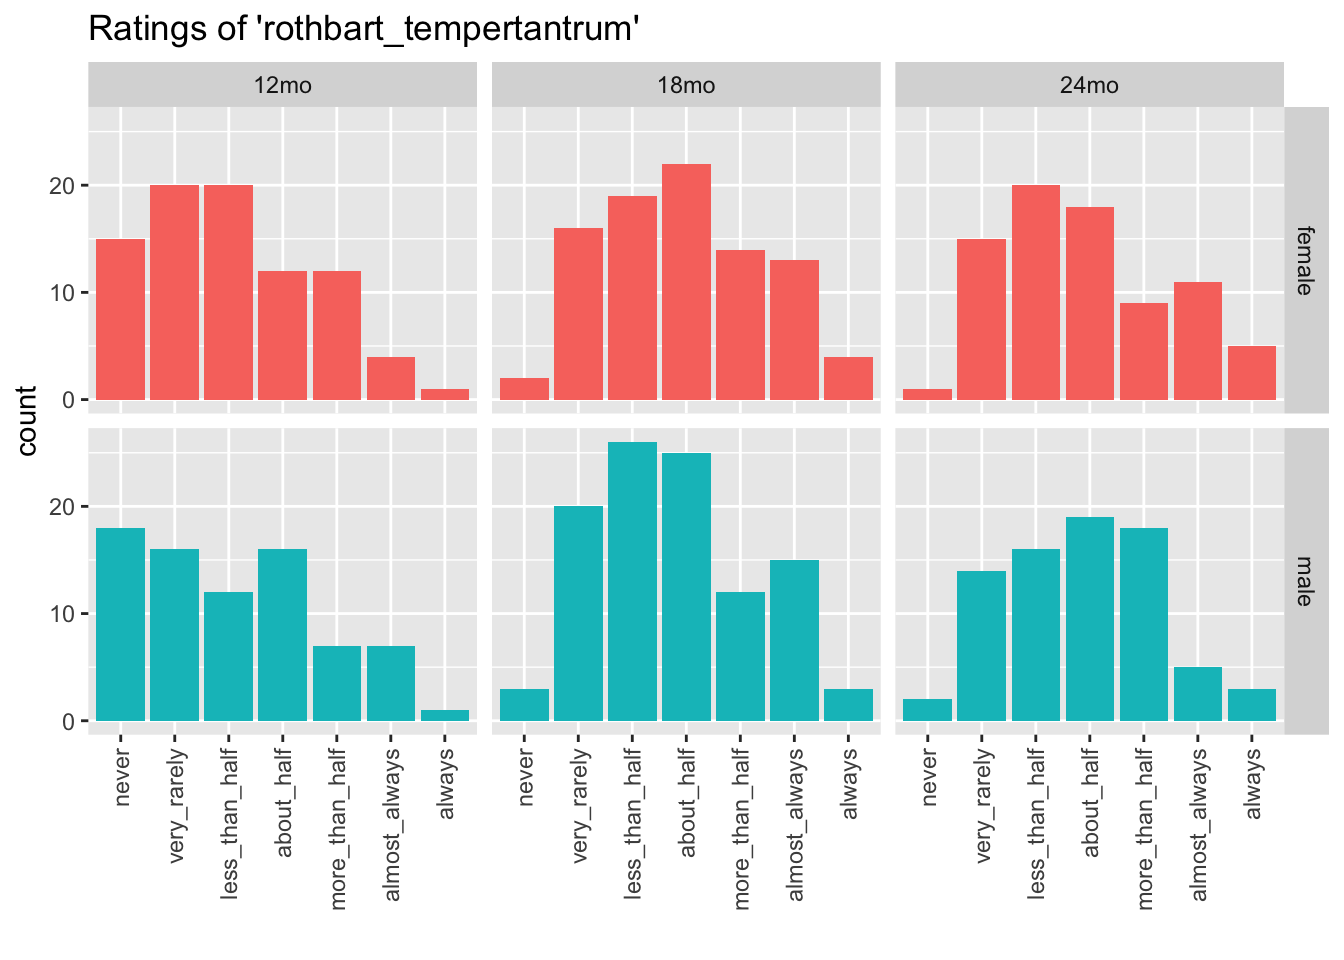 Ratings of 'rothbart_tempertantrum'
12mo 18mo 24mo
20
10
0
female
count
20
10
0
male
never very_rarely less_than_half about_half more_than_half almost_always always never very_rarely less_than_half about_half more_than_half almost_always always never very_rarely less_than_half about_half more_than_half almost_always always